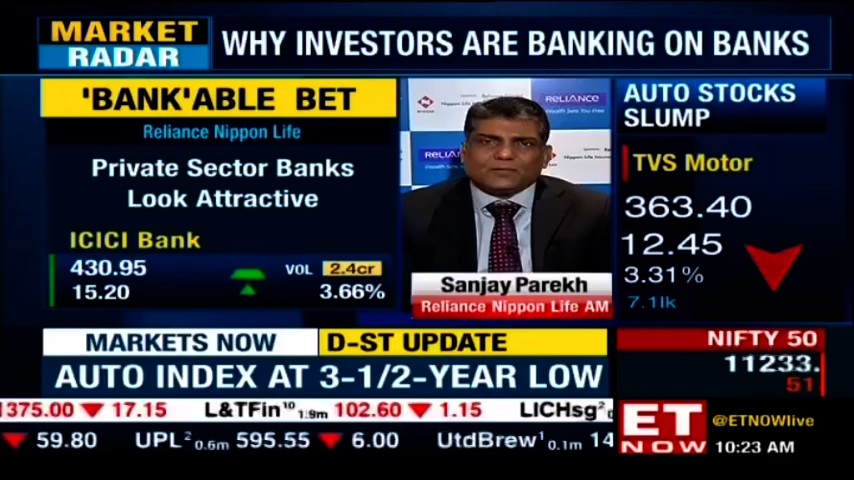 MARKET
RADAR
WHY INVESTORS ARE BANKING ON BANKS
'BANK'ABLE BET
Reliance Nippon Life
Private Sector Banks
Look Attractive
ICICI Bank
430.95
VOL 2.4cr
15.20
3.66%
RELIANCE
Sanjay Parekh
Reliance Nippon Life AM
AUTO STOCKS
SLUMP
TVS Motor
363.40
12.45
3.31%
7.1lk
MARKETS NOW
D-ST UPDATE
AUTO INDEX AT 3-1/2-YEAR LOW
NIFTY 50
11233.
51
1375.00 17.15 L&TFin 10 1.9m 102.60 1.15 LICHsg 2
59.80 UPL 2 0.6m 595.55 6.00 UtdBrew 1 0.1m 14
ET
NOW
@ETNOWlive
10:23 AM